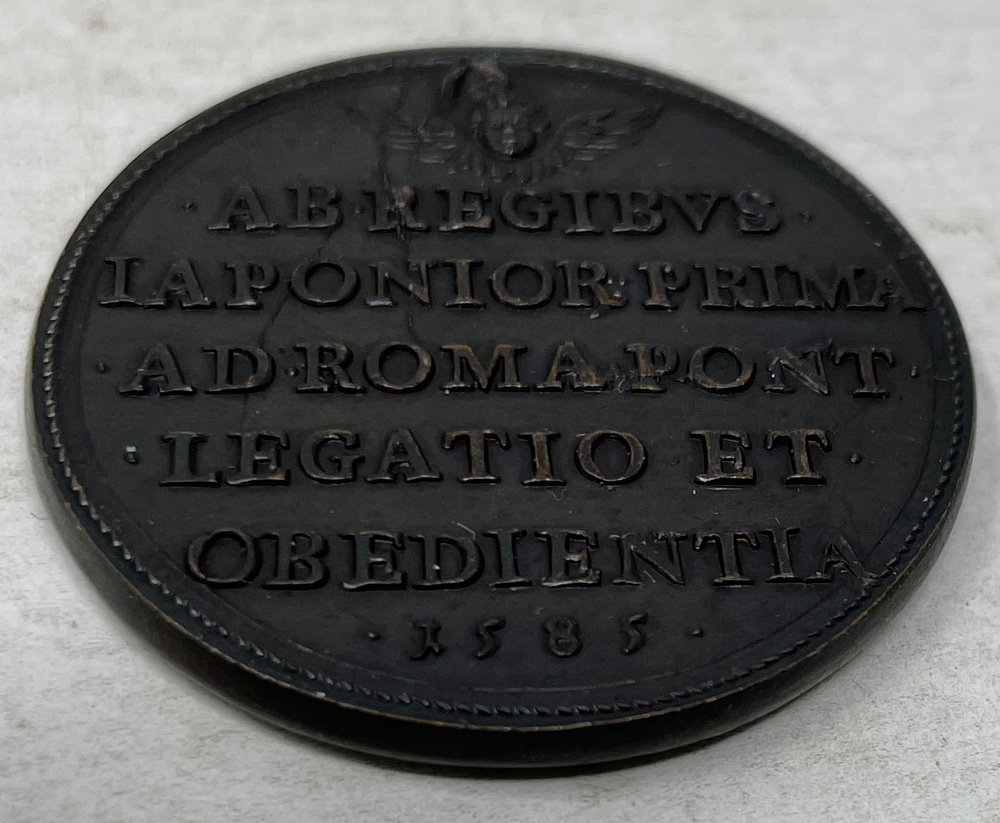 · AB · REGIBVS ·
IAPONIOR · PRIMA
· AD · ROMA · PONT ·
· LEGATIO ET ·
OBEDIENTIA
· 1585 ·